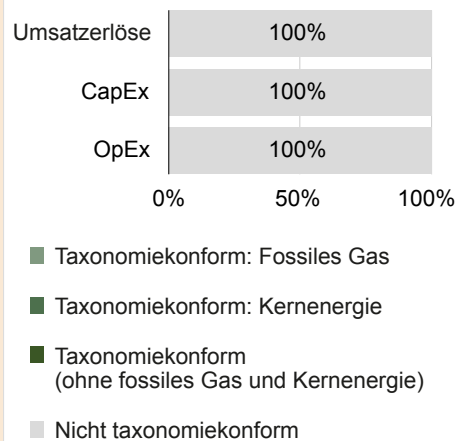 Umsatzerlöse 100%
CapEx 100%
OpEx 100%
0% 50% 100%
Taxonomiekonform: Fossiles Gas
Taxonomiekonform: Kernenergie
Taxonomiekonform
(ohne fossiles Gas und Kernenergie)
Nicht taxonomiekonform